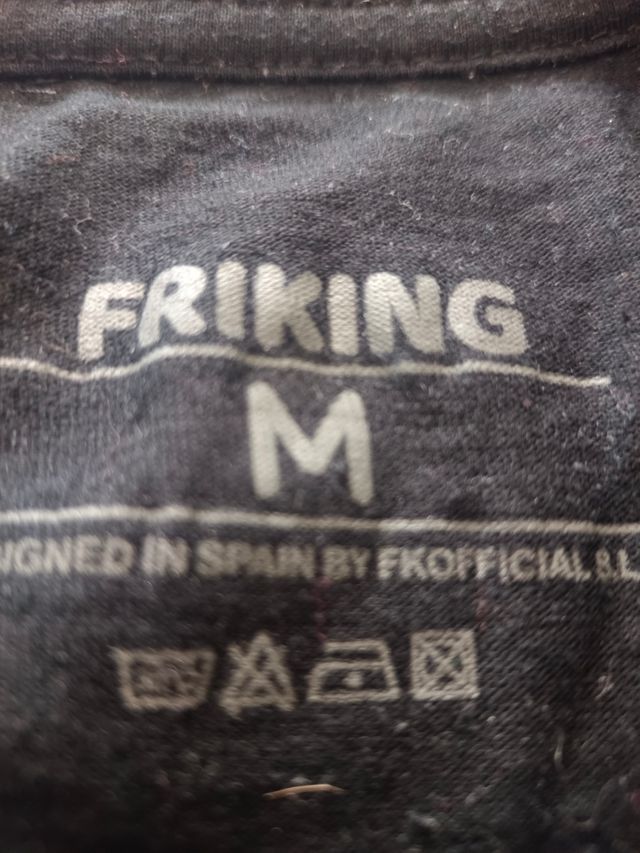 FRIKING
M
IGNED IN SPAIN BY FKOFFICIAL S.L.